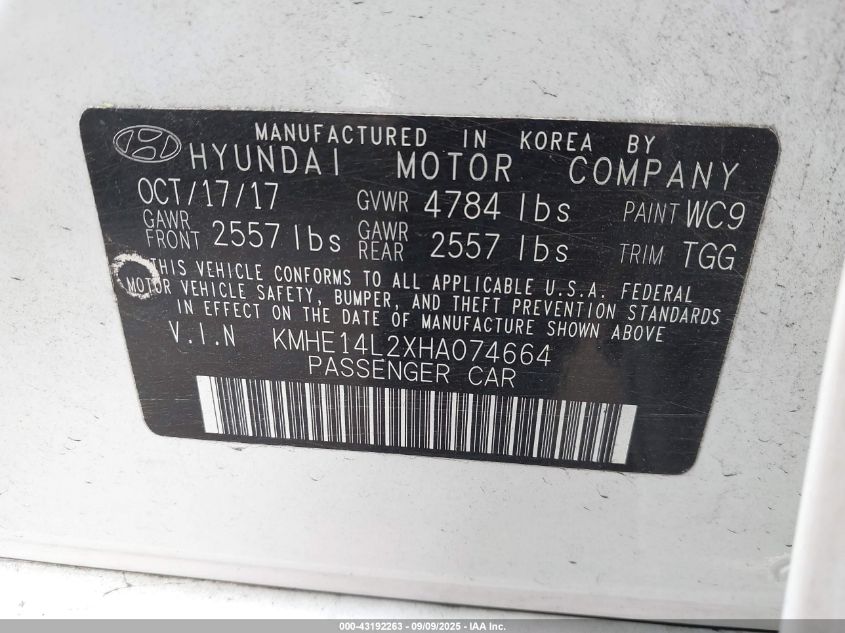 MANUFACTURED IN KOREA BY
HYUNDAI MOTOR COMPANY
OCT/17/17 GVWR 4784 lbs PAINT WC9
GAWR FRONT 2557 lbs GAWR REAR 2557 lbs TRIM TGG
THIS VEHICLE CONFORMS TO ALL APPLICABLE U.S.A. FEDERAL
MOTOR VEHICLE SAFETY, BUMPER, AND THEFT PREVENTION STANDARDS
IN EFFECT ON THE DATE OF MANUFACTURE SHOWN ABOVE
V.I.N KMHE14L2XHA074664
PASSENGER CAR
000-43192263 - 09/09/2025 - IAA Inc.